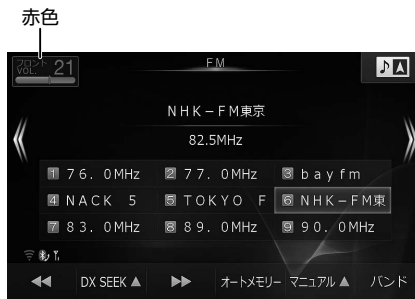 赤色
フロント
VOL. 21
FM
NHK－FM東京
82.5MHz
1 76.0MHz 2 77.0MHz 3 bayfm
4 NACK 5 5 TOKYO F 6 NHK－FM東
7 83.0MHz 8 89.0MHz 9 90.0MHz
DX SEEK ▲ オートメモリー マニュアル ▲ バンド